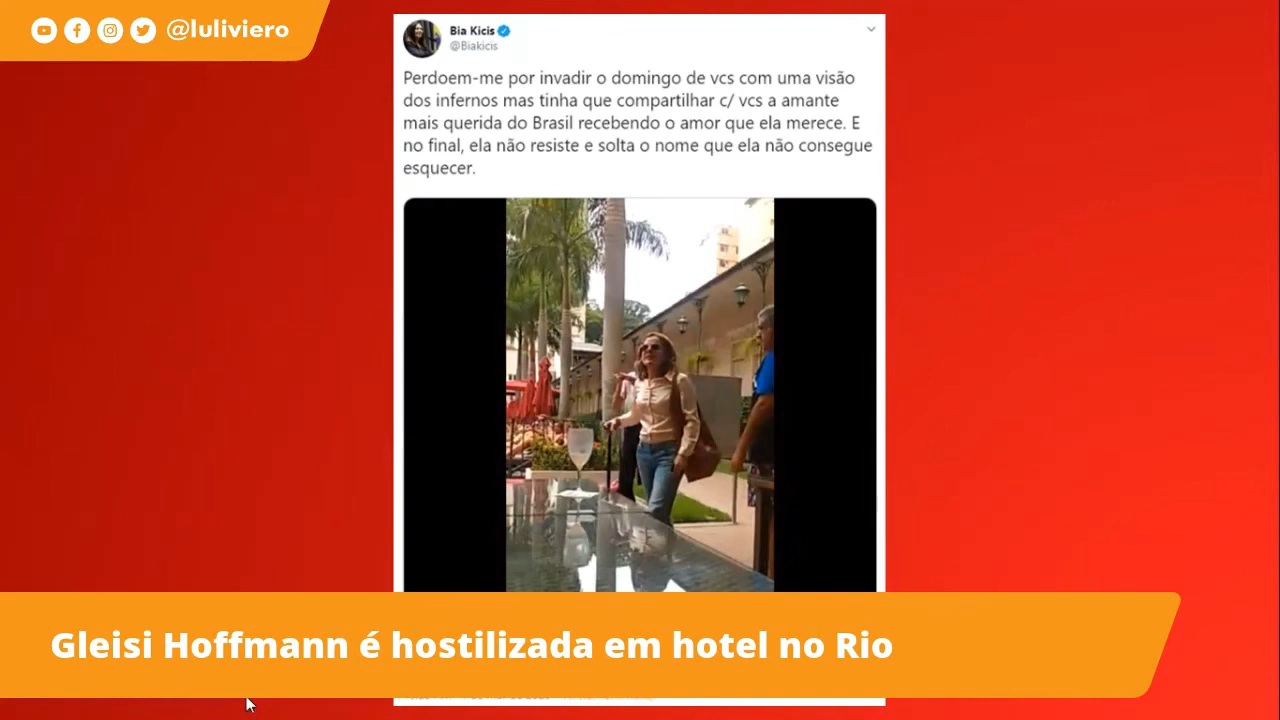 @luliviero
Bia Kicis
@Biakicis
Perdoem-me por invadir o domingo de vcs com uma visão
dos infernos mas tinha que compartilhar c/ vcs a amante
mais querida do Brasil recebendo o amor que ela merece. E
no final, ela não resiste e solta o nome que ela não consegue
esquecer.
Gleisi Hoffmann é hostilizada em hotel no Rio